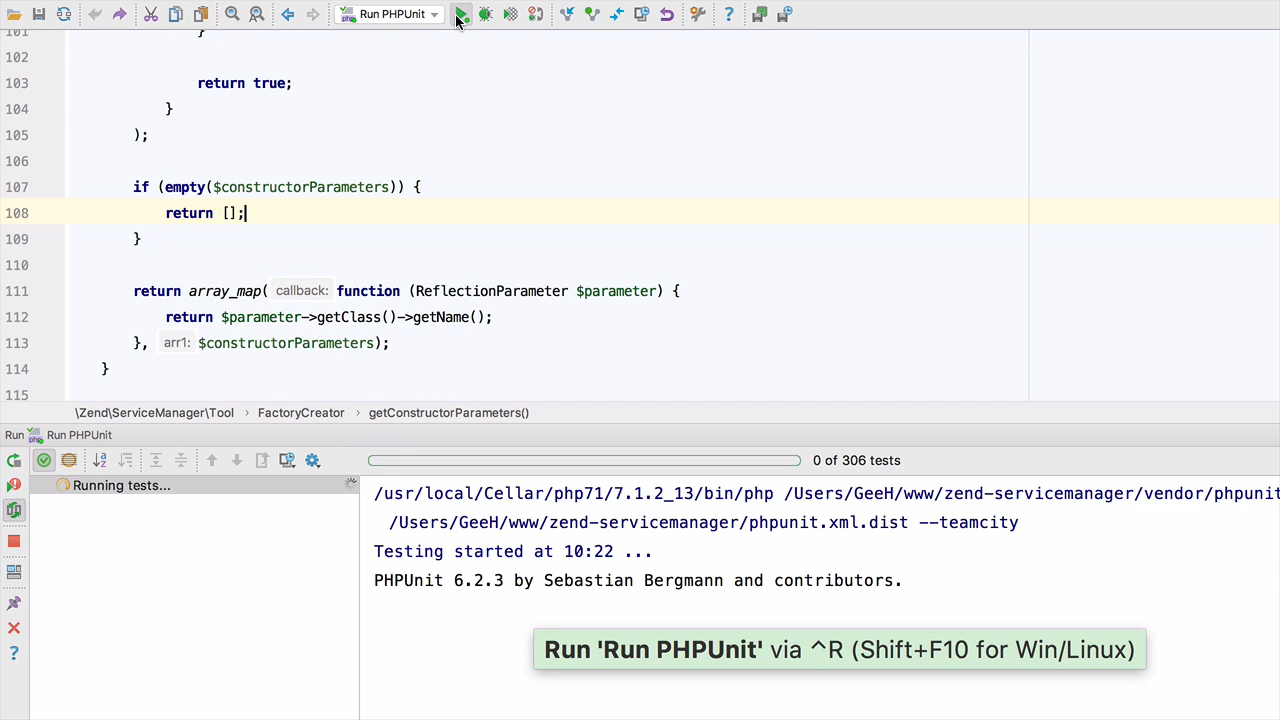 Run PHPUnit
101 }
102
103 return true;
104 }
105 );
106
107 if (empty($constructorParameters)) {
108 return [];
109 }
110
111 return array_map( callback: function (ReflectionParameter $parameter) {
112 return $parameter->getClass()->getName();
113 }, arr1: $constructorParameters);
114 }
115
\Zend\ServiceManager\Tool › FactoryCreator › getConstructorParameters()
Run Run PHPUnit
0 of 306 tests
Running tests...
/usr/local/Cellar/php71/7.1.2_13/bin/php /Users/GeeH/www/zend-servicemanager/vendor/phpunit
/Users/GeeH/www/zend-servicemanager/phpunit.xml.dist --teamcity
Testing started at 10:22 ...
PHPUnit 6.2.3 by Sebastian Bergmann and contributors.
Run 'Run PHPUnit' via ^R (Shift+F10 for Win/Linux)